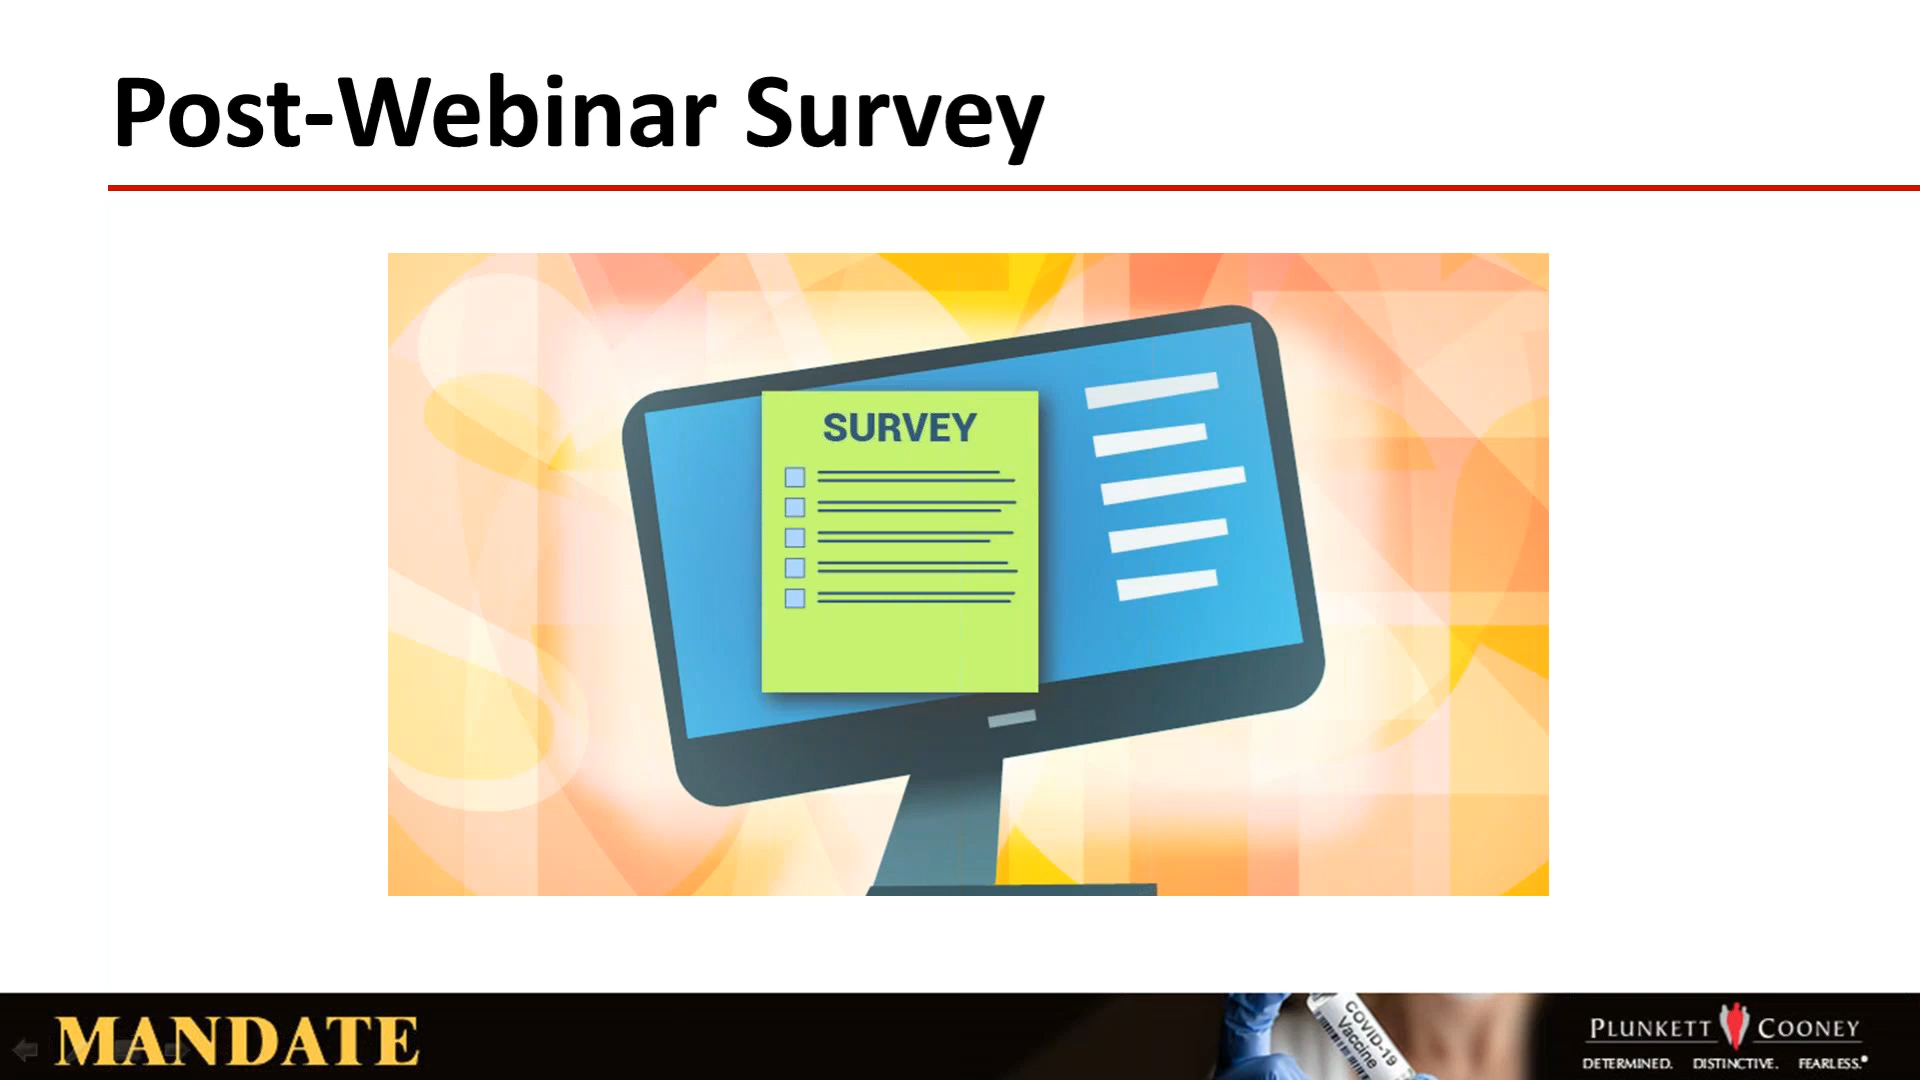 Post-Webinar Survey
SURVEY
MANDATE
COVID-19
Vaccine
PLUNKETT COONEY
DETERMINED. DISTINCTIVE. FEARLESS.®